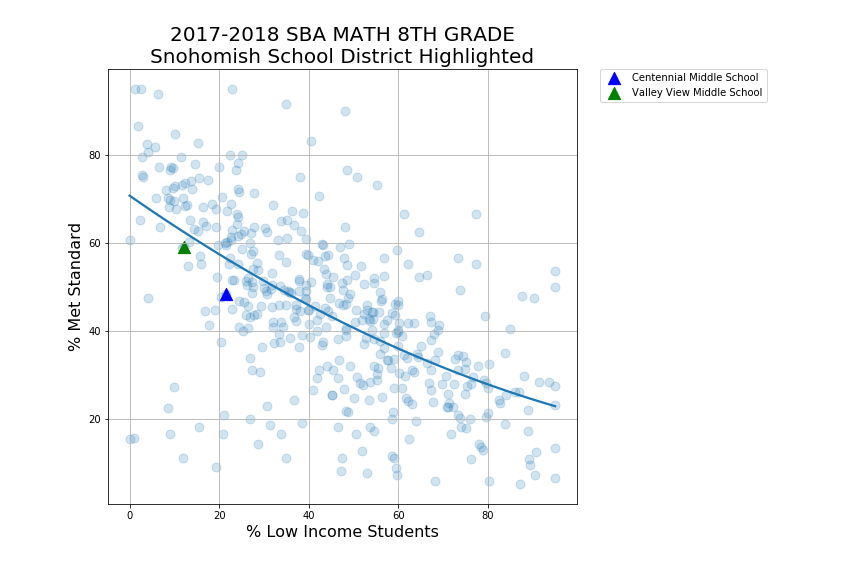 2017-2018 SBA MATH 8TH GRADE
Snohomish School District Highlighted
Centennial Middle School
Valley View Middle School
% Met Standard
80
60
40
20
0 20 40 60 80
% Low Income Students